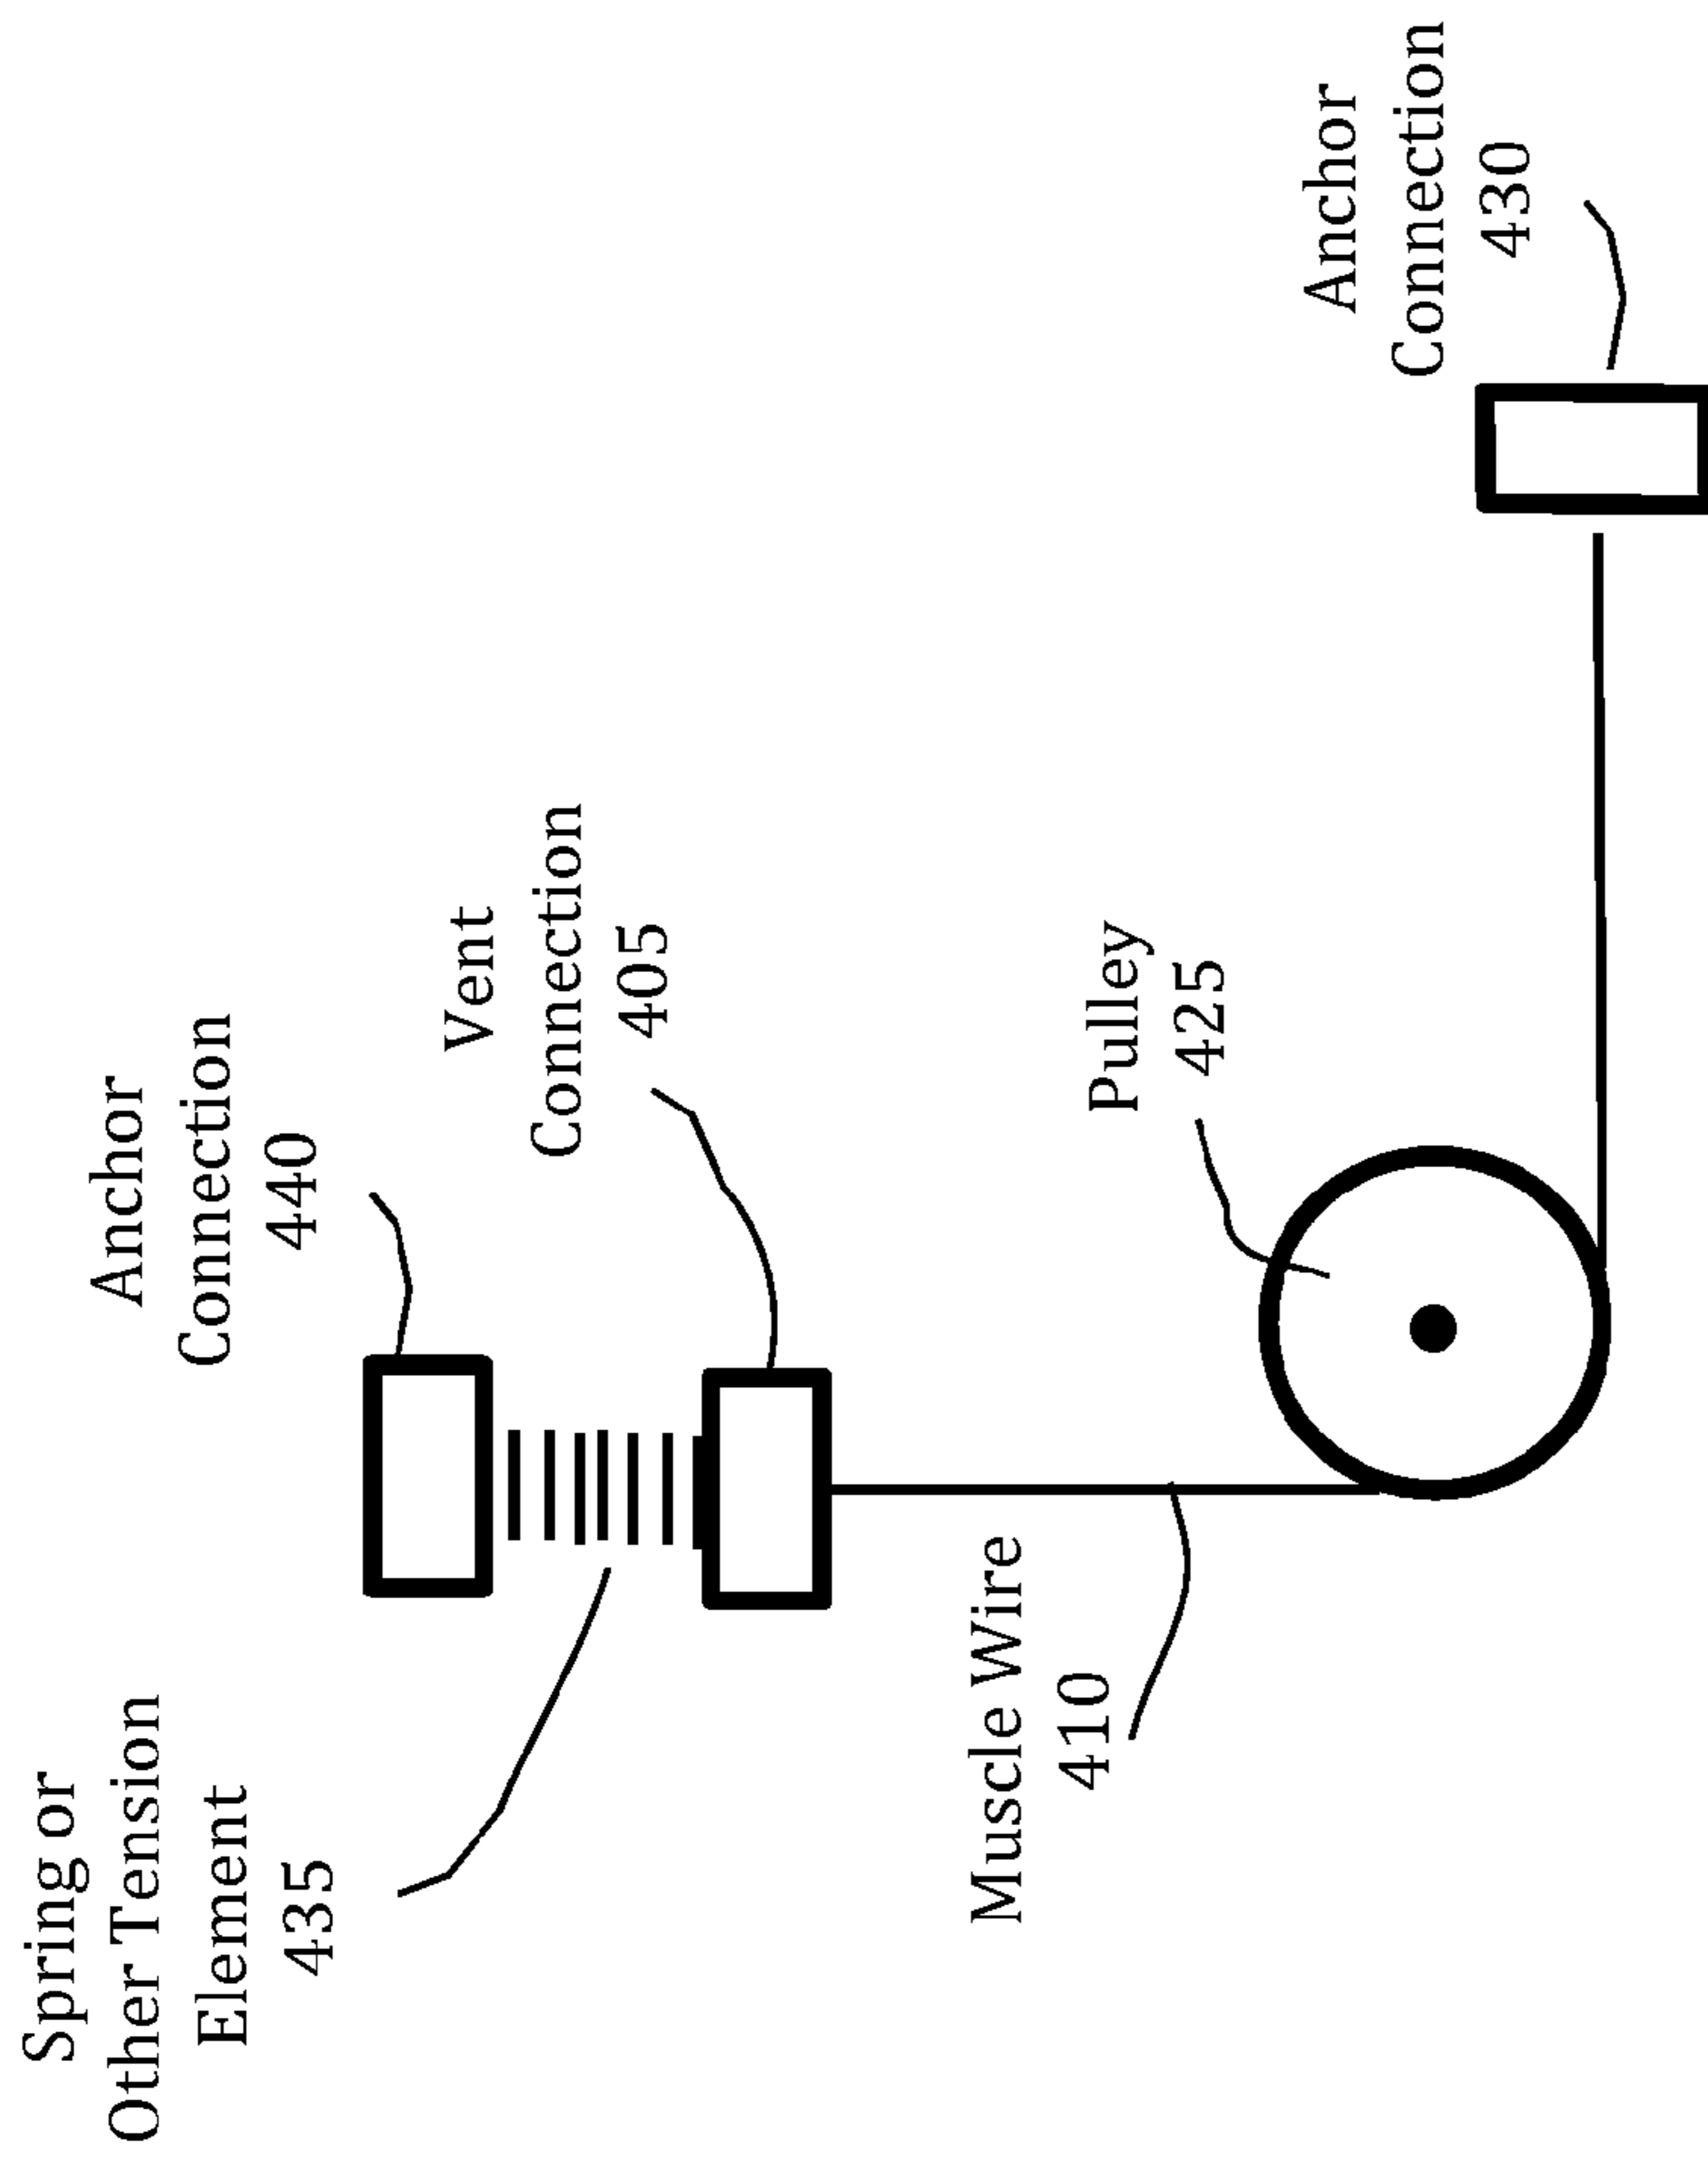 Spring or
Other Tension
Element
435
Anchor
Connection
440
Vent
Connection
405
Muscle Wire
410
Pulley
425
Anchor
Connection
430